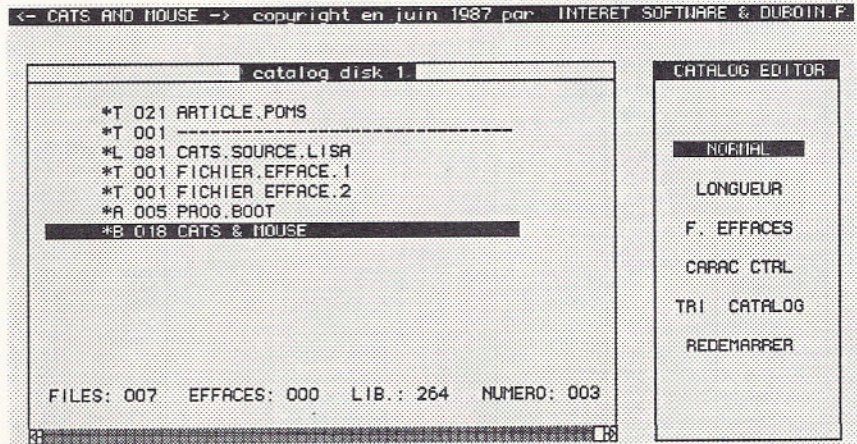 <- CATS AND MOUSE -> copyright en juin 1987 par INTERET SOFTWARE & DUBOIN.P
catalog disk 1
*T 021 ARTICLE.POMS
*T 001 --------------------------------
*L 081 CATS.SOURCE.LISA
*T 001 FICHIER.EFFACE.1
*T 001 FICHIER EFFACE.2
*A 005 PROG.BOOT
*B 018 CATS & MOUSE
FILES: 007 EFFACES: 000 LIB.: 264 NUMERO: 003
CATALOG EDITOR
NORMAL
LONGUEUR
F. EFFACES
CARAC CTRL
TRI CATALOG
REDEMARRER